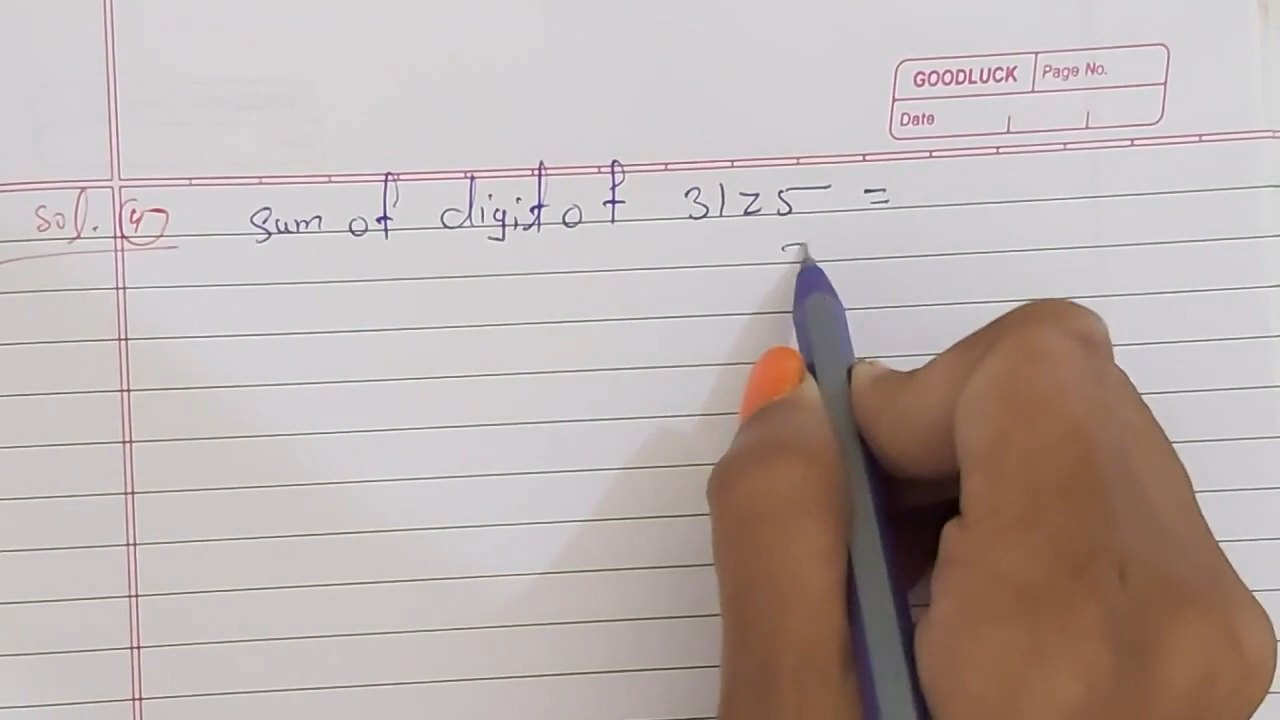 GOODLUCK Page No.
Date
Sol. (4) Sum of digit of 3125 =